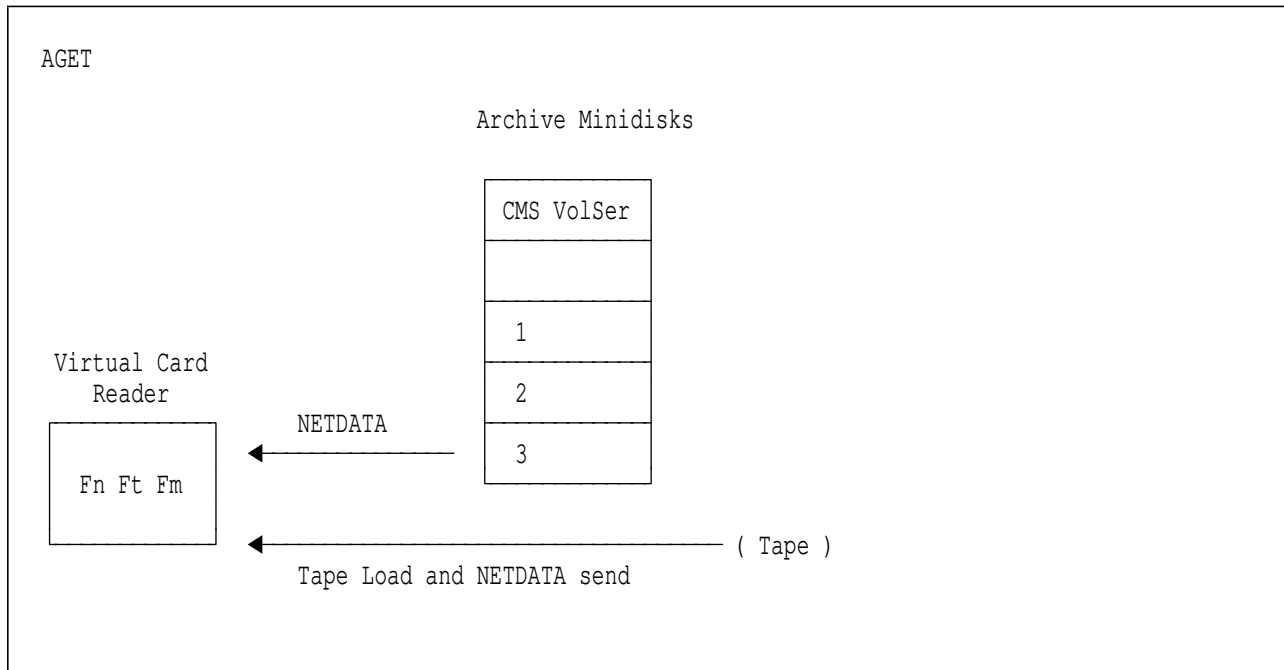 AGET
Archive Minidisks
CMS VolSer
1
2
3
Virtual Card
Reader
Fn Ft Fm
NETDATA
( Tape )
Tape Load and NETDATA send